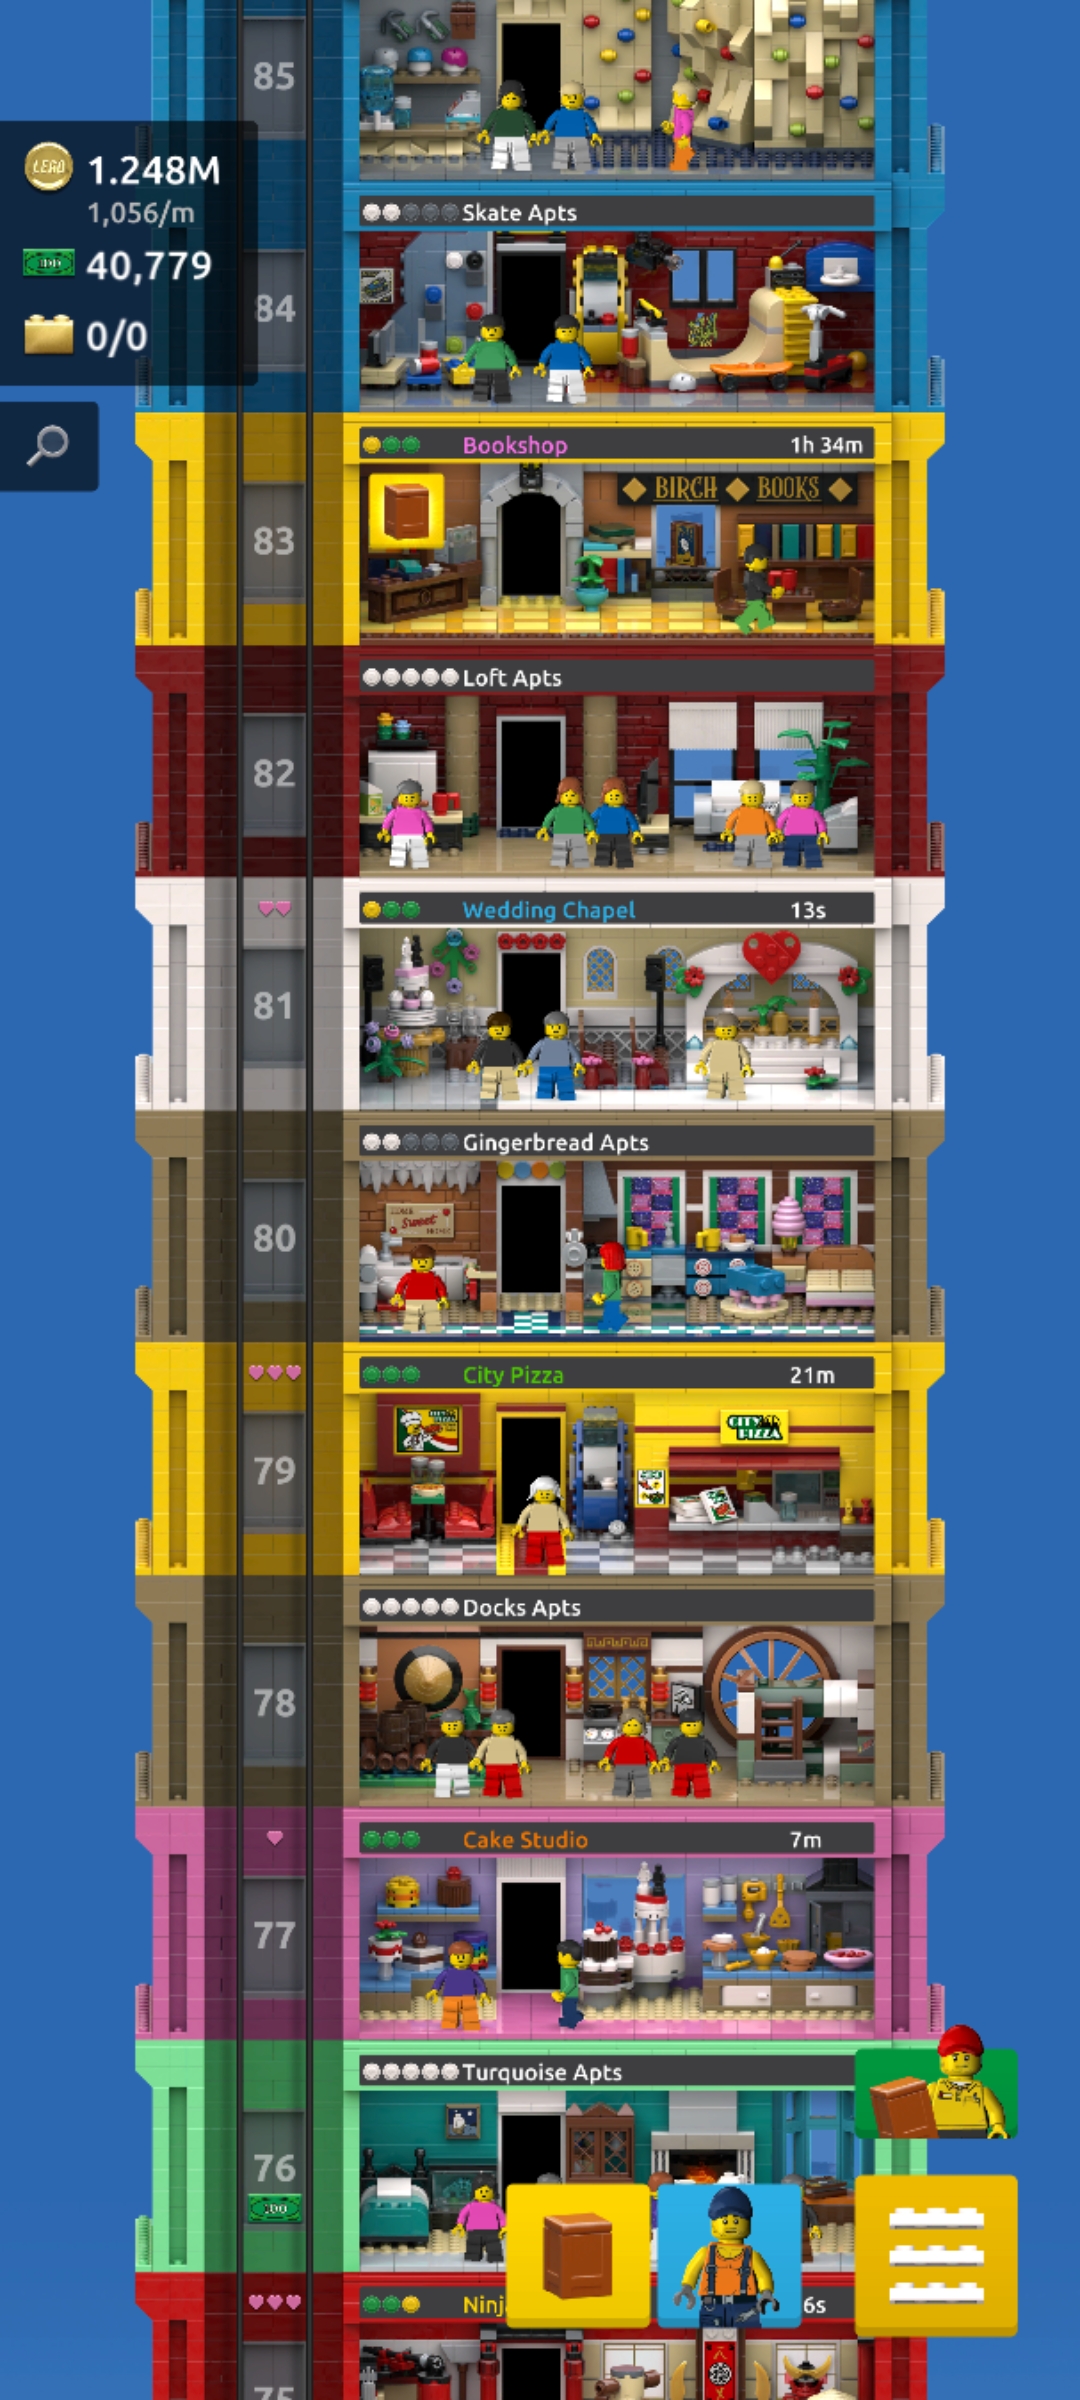 85
LEGO
1.248M
1,056/m
40,779
0/0
Skate Apts
84
Bookshop
1h 34m
BIRCH BOOKS
83
Loft Apts
82
Wedding Chapel
13s
81
Gingerbread Apts
Sweet
80
City Pizza
21m
CITY PIZZA
79
Docks Apts
78
Cake Studio
7m
77
Turquoise Apts
76
100
Ninj
6s
75